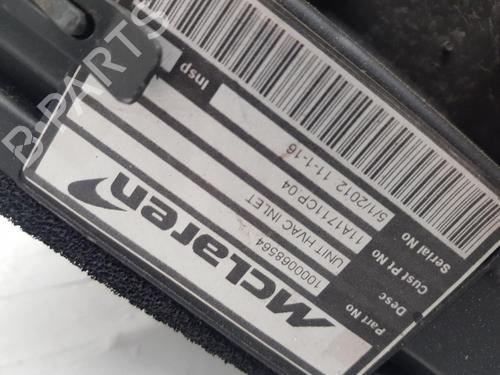 McLaren
Part No 10000068564
Desc UNIT HVAC INLET
Cust Pt No 11A1711CP.04
Serial No 5/1/2012 11-1-16
Insp
B-PARTS